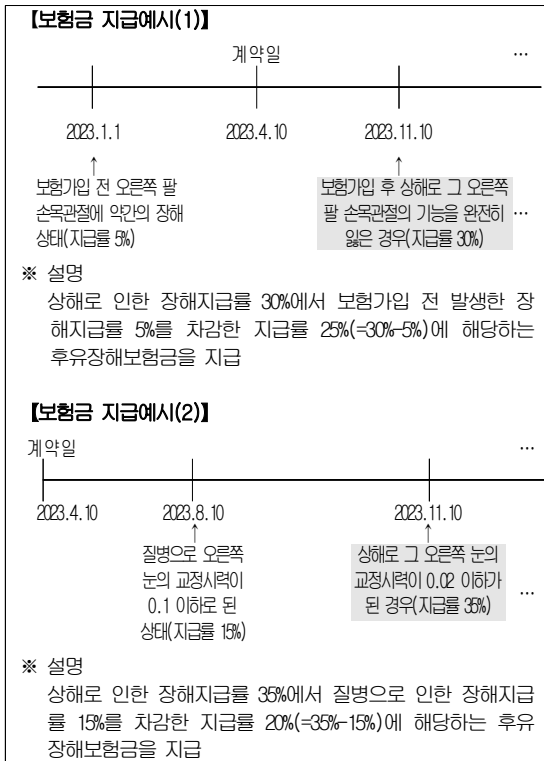 【보험금 지급예시(1)】
계약일 …
2023.1.1 2023.4.10 2023.11.10
↑ ↑
보험가입 전 오른쪽 팔 보험가입 후 상해로 그 오른쪽
손목관절에 약간의 장해 팔 손목관절의 기능을 완전히 …
상태(지급률 5%) 잃은 경우(지급률 30%)
※ 설명
상해로 인한 장해지급률 30%에서 보험가입 전 발생한 장
해지급률 5%를 차감한 지급률 25%(=30%-5%)에 해당하는
후유장해보험금을 지급
【보험금 지급예시(2)】
계약일 …
2023.4.10 2023.8.10 2023.11.10
↑ ↑
질병으로 오른쪽 상해로 그 오른쪽 눈의
눈의 교정시력이 교정시력이 0.02 이하가
0.1 이하로 된 된 경우(지급률 35%) …
상태(지급률 15%)
※ 설명
상해로 인한 장해지급률 35%에서 질병으로 인한 장해지급
률 15%를 차감한 지급률 20%(=35%-15%)에 해당하는 후유
장해보험금을 지급